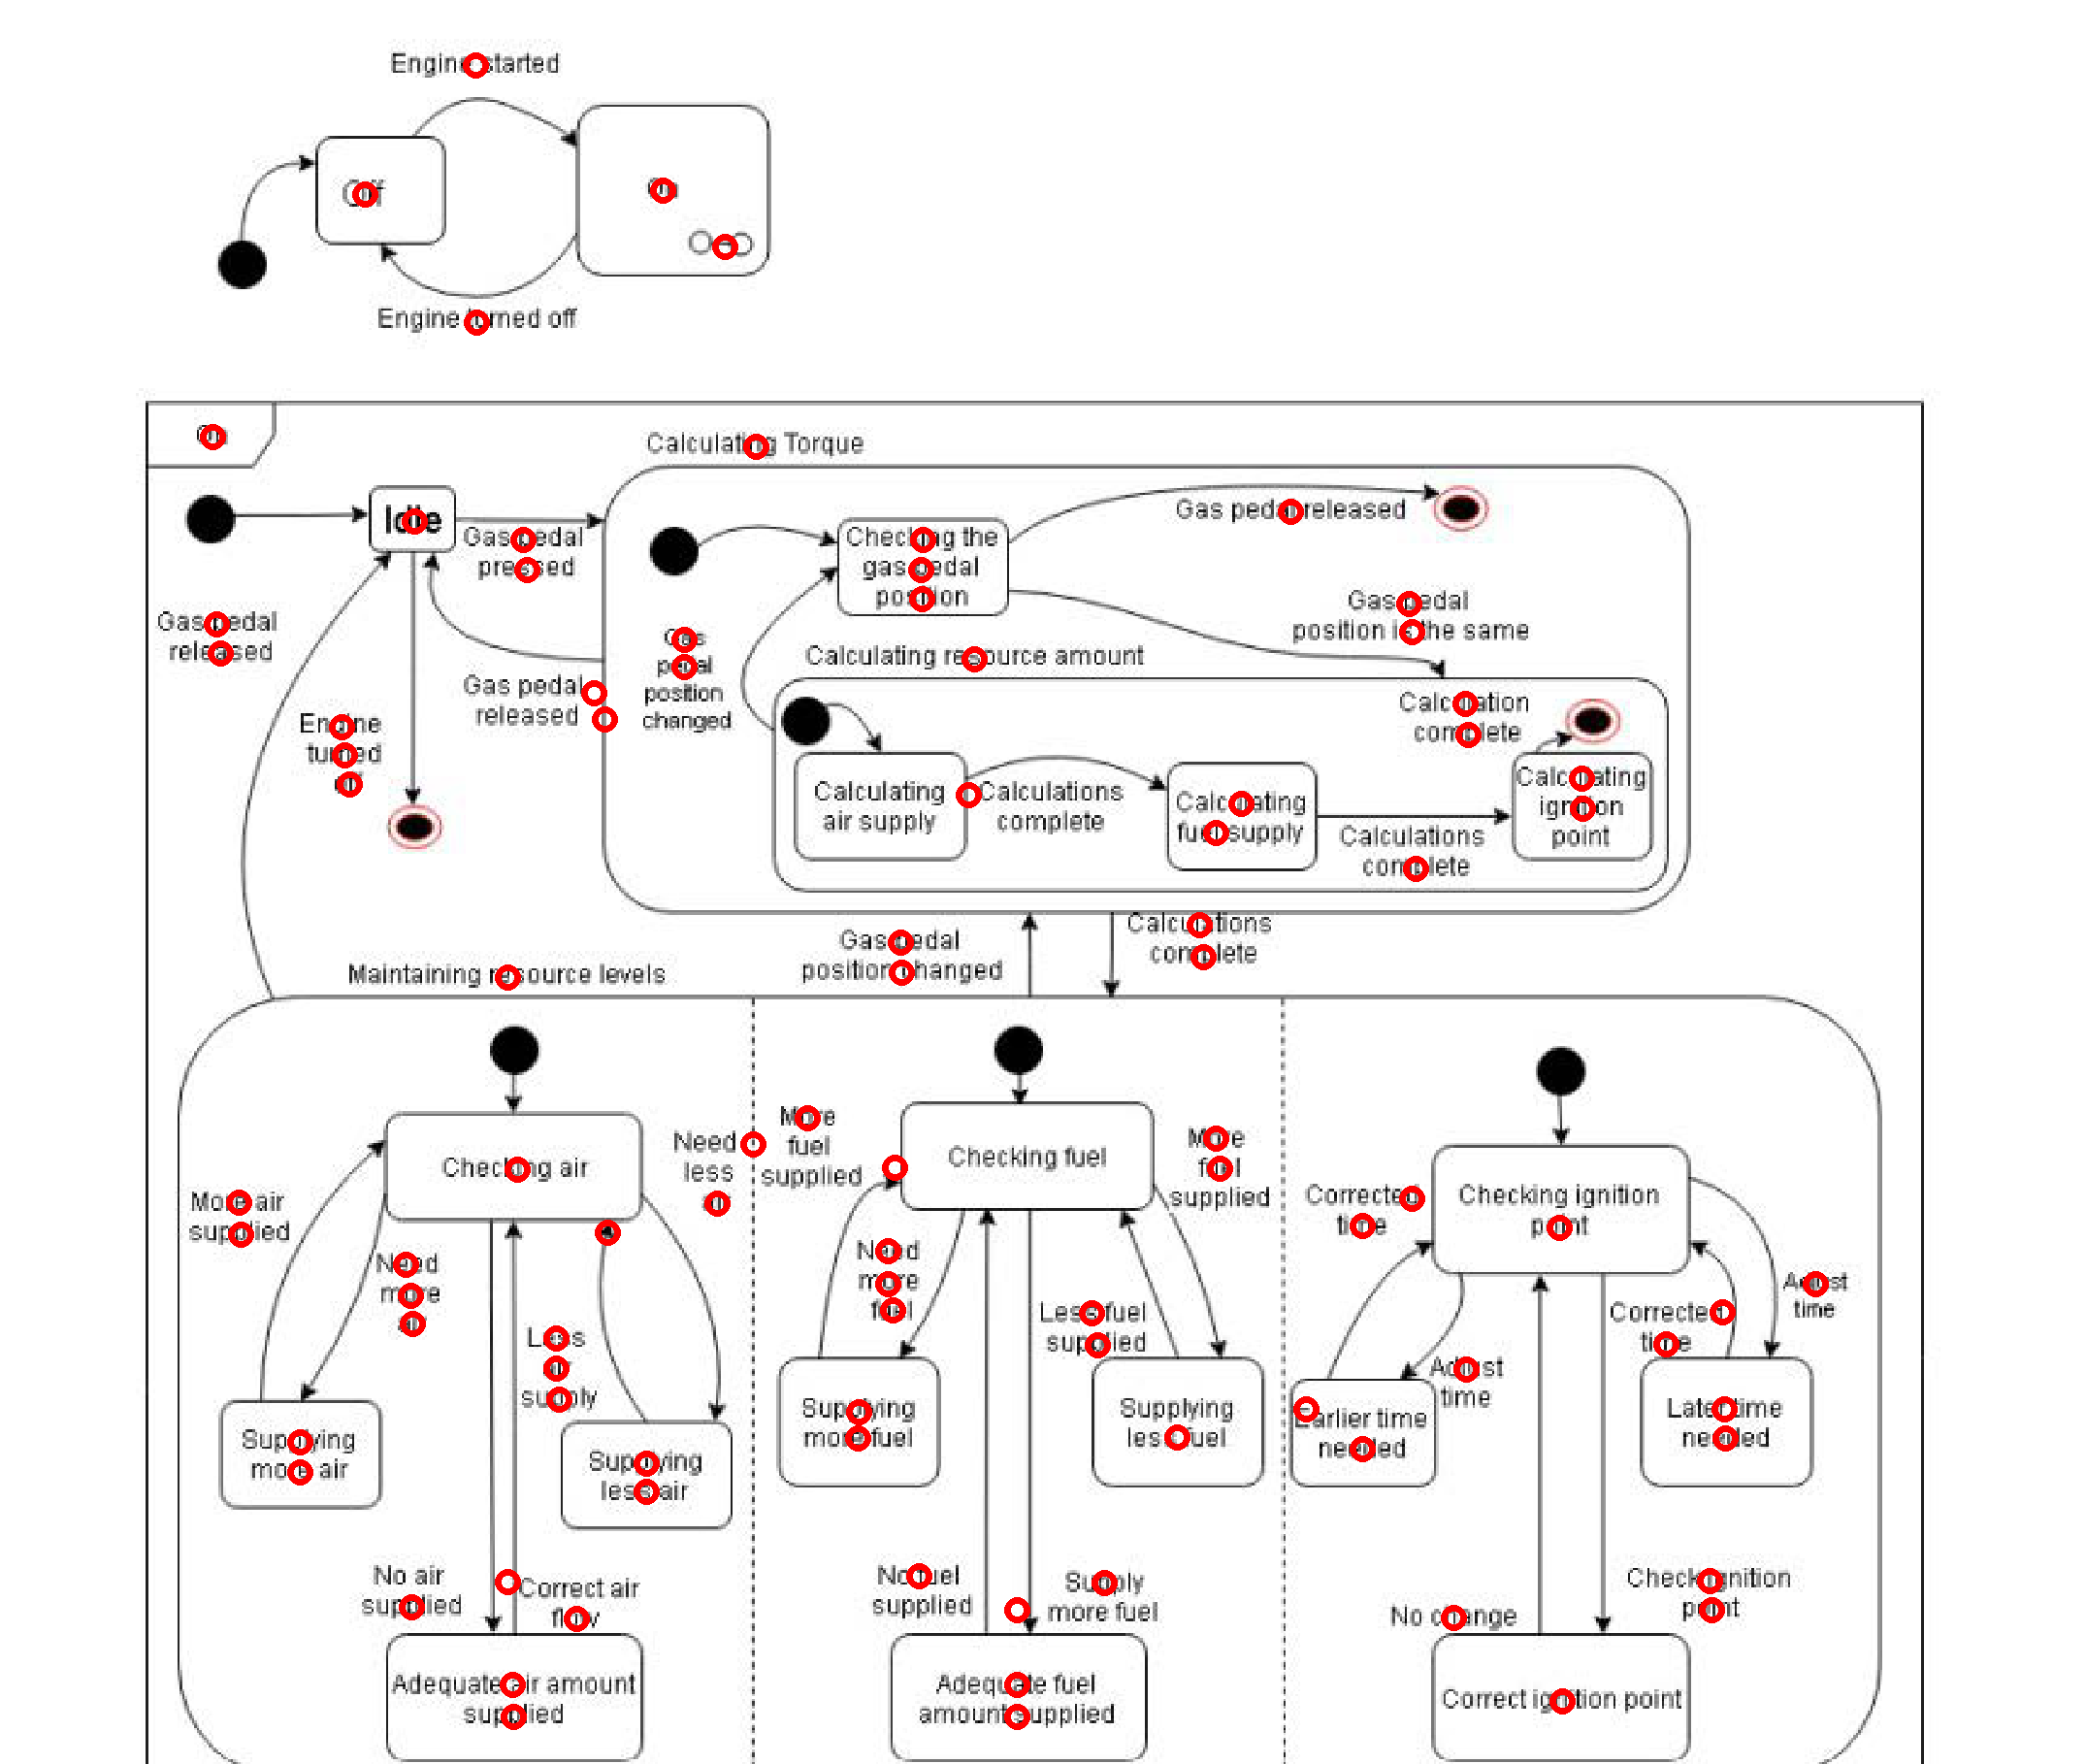 Engine started
Off
On
Engine turned off
On
Calculating Torque
Idle
Gas pedal
pressed
Checking the
gas pedal
position
Gas pedal released
Gas pedal
released
Gas pedal
position is the same
Gas
pedal
position
changed
Calculating resource amount
Gas pedal
released
Engine
turned
off
Calculation
complete
Calculating
air supply
Calculations
complete
Calculating
fuel supply
Calculations
complete
Calculating
ignition
point
Gas pedal
position changed
Calculations
complete
Maintaining resource levels
Checking air
Need
less
air
More
fuel
supplied
Checking fuel
More
fuel
supplied
Checking ignition
point
Corrected
time
More air
supplied
Need
more
air
Need
more
fuel
Less fuel
supplied
Corrected
time
Adjust
time
Less
air
supply
Adjust
time
Supplying
more air
Supplying
less air
Supplying
more fuel
Supplying
less fuel
Earlier time
needed
Later time
needed
No air
supplied
Correct air
flow
No fuel
supplied
Supply
more fuel
No change
Check ignition
point
Adequate air amount
supplied
Adequate fuel
amount supplied
Correct ignition point